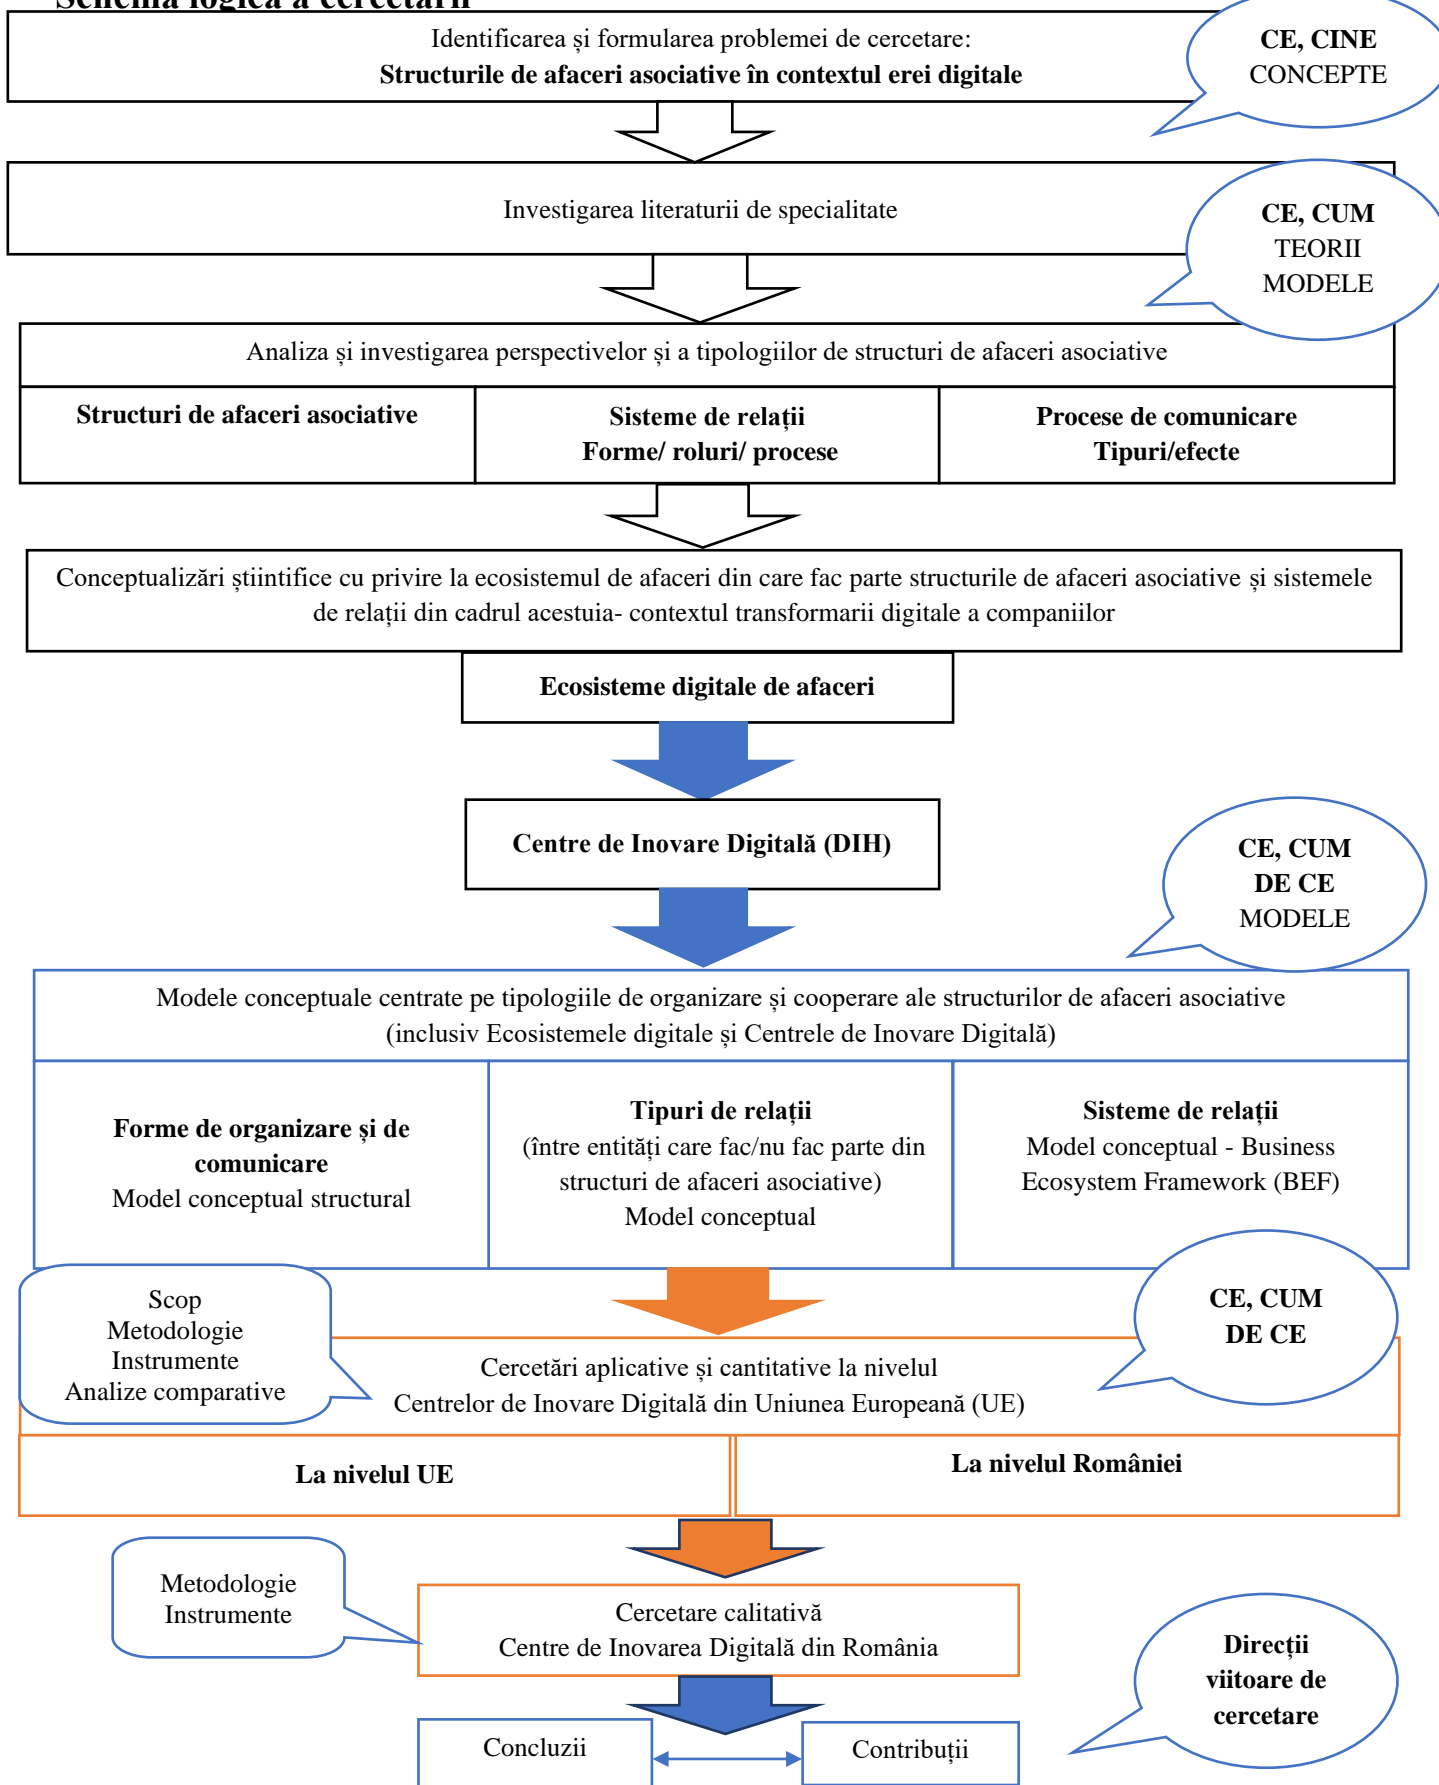 Schema logică a cercetării
Identificarea și formularea problemei de cercetare:
Structurile de afaceri asociative în contextul erei digitale
CE, CINE
CONCEPTE
Investigarea literaturii de specialitate
CE, CUM
TEORII
MODELE
Analiza și investigarea perspectivelor și a tipologiilor de structuri de afaceri asociative
Structuri de afaceri asociative
Sisteme de relații
Forme/ roluri/ procese
Procese de comunicare
Tipuri/efecte
Conceptualizări științifice cu privire la ecosistemul de afaceri din care fac parte structurile de afaceri asociative și sistemele
de relații din cadrul acestuia- contextul transformarii digitale a companiilor
Ecosisteme digitale de afaceri
Centre de Inovare Digitală (DIH)
CE, CUM
DE CE
MODELE
Modele conceptuale centrate pe tipologiile de organizare și cooperare ale structurilor de afaceri asociative
(inclusiv Ecosistemele digitale și Centrele de Inovare Digitală)
Forme de organizare și de
comunicare
Model conceptual structural
Tipuri de relații
(între entități care fac/nu fac parte din
structuri de afaceri asociative)
Model conceptual
Sisteme de relații
Model conceptual - Business
Ecosystem Framework (BEF)
Scop
Metodologie
Instrumente
Analize comparative
CE, CUM
DE CE
Cercetări aplicative și cantitative la nivelul
Centrelor de Inovare Digitală din Uniunea Europeană (UE)
La nivelul UE
La nivelul României
Metodologie
Instrumente
Cercetare calitativă
Centre de Inovarea Digitală din România
Direcții
viitoare de
cercetare
Concluzii
Contribuții